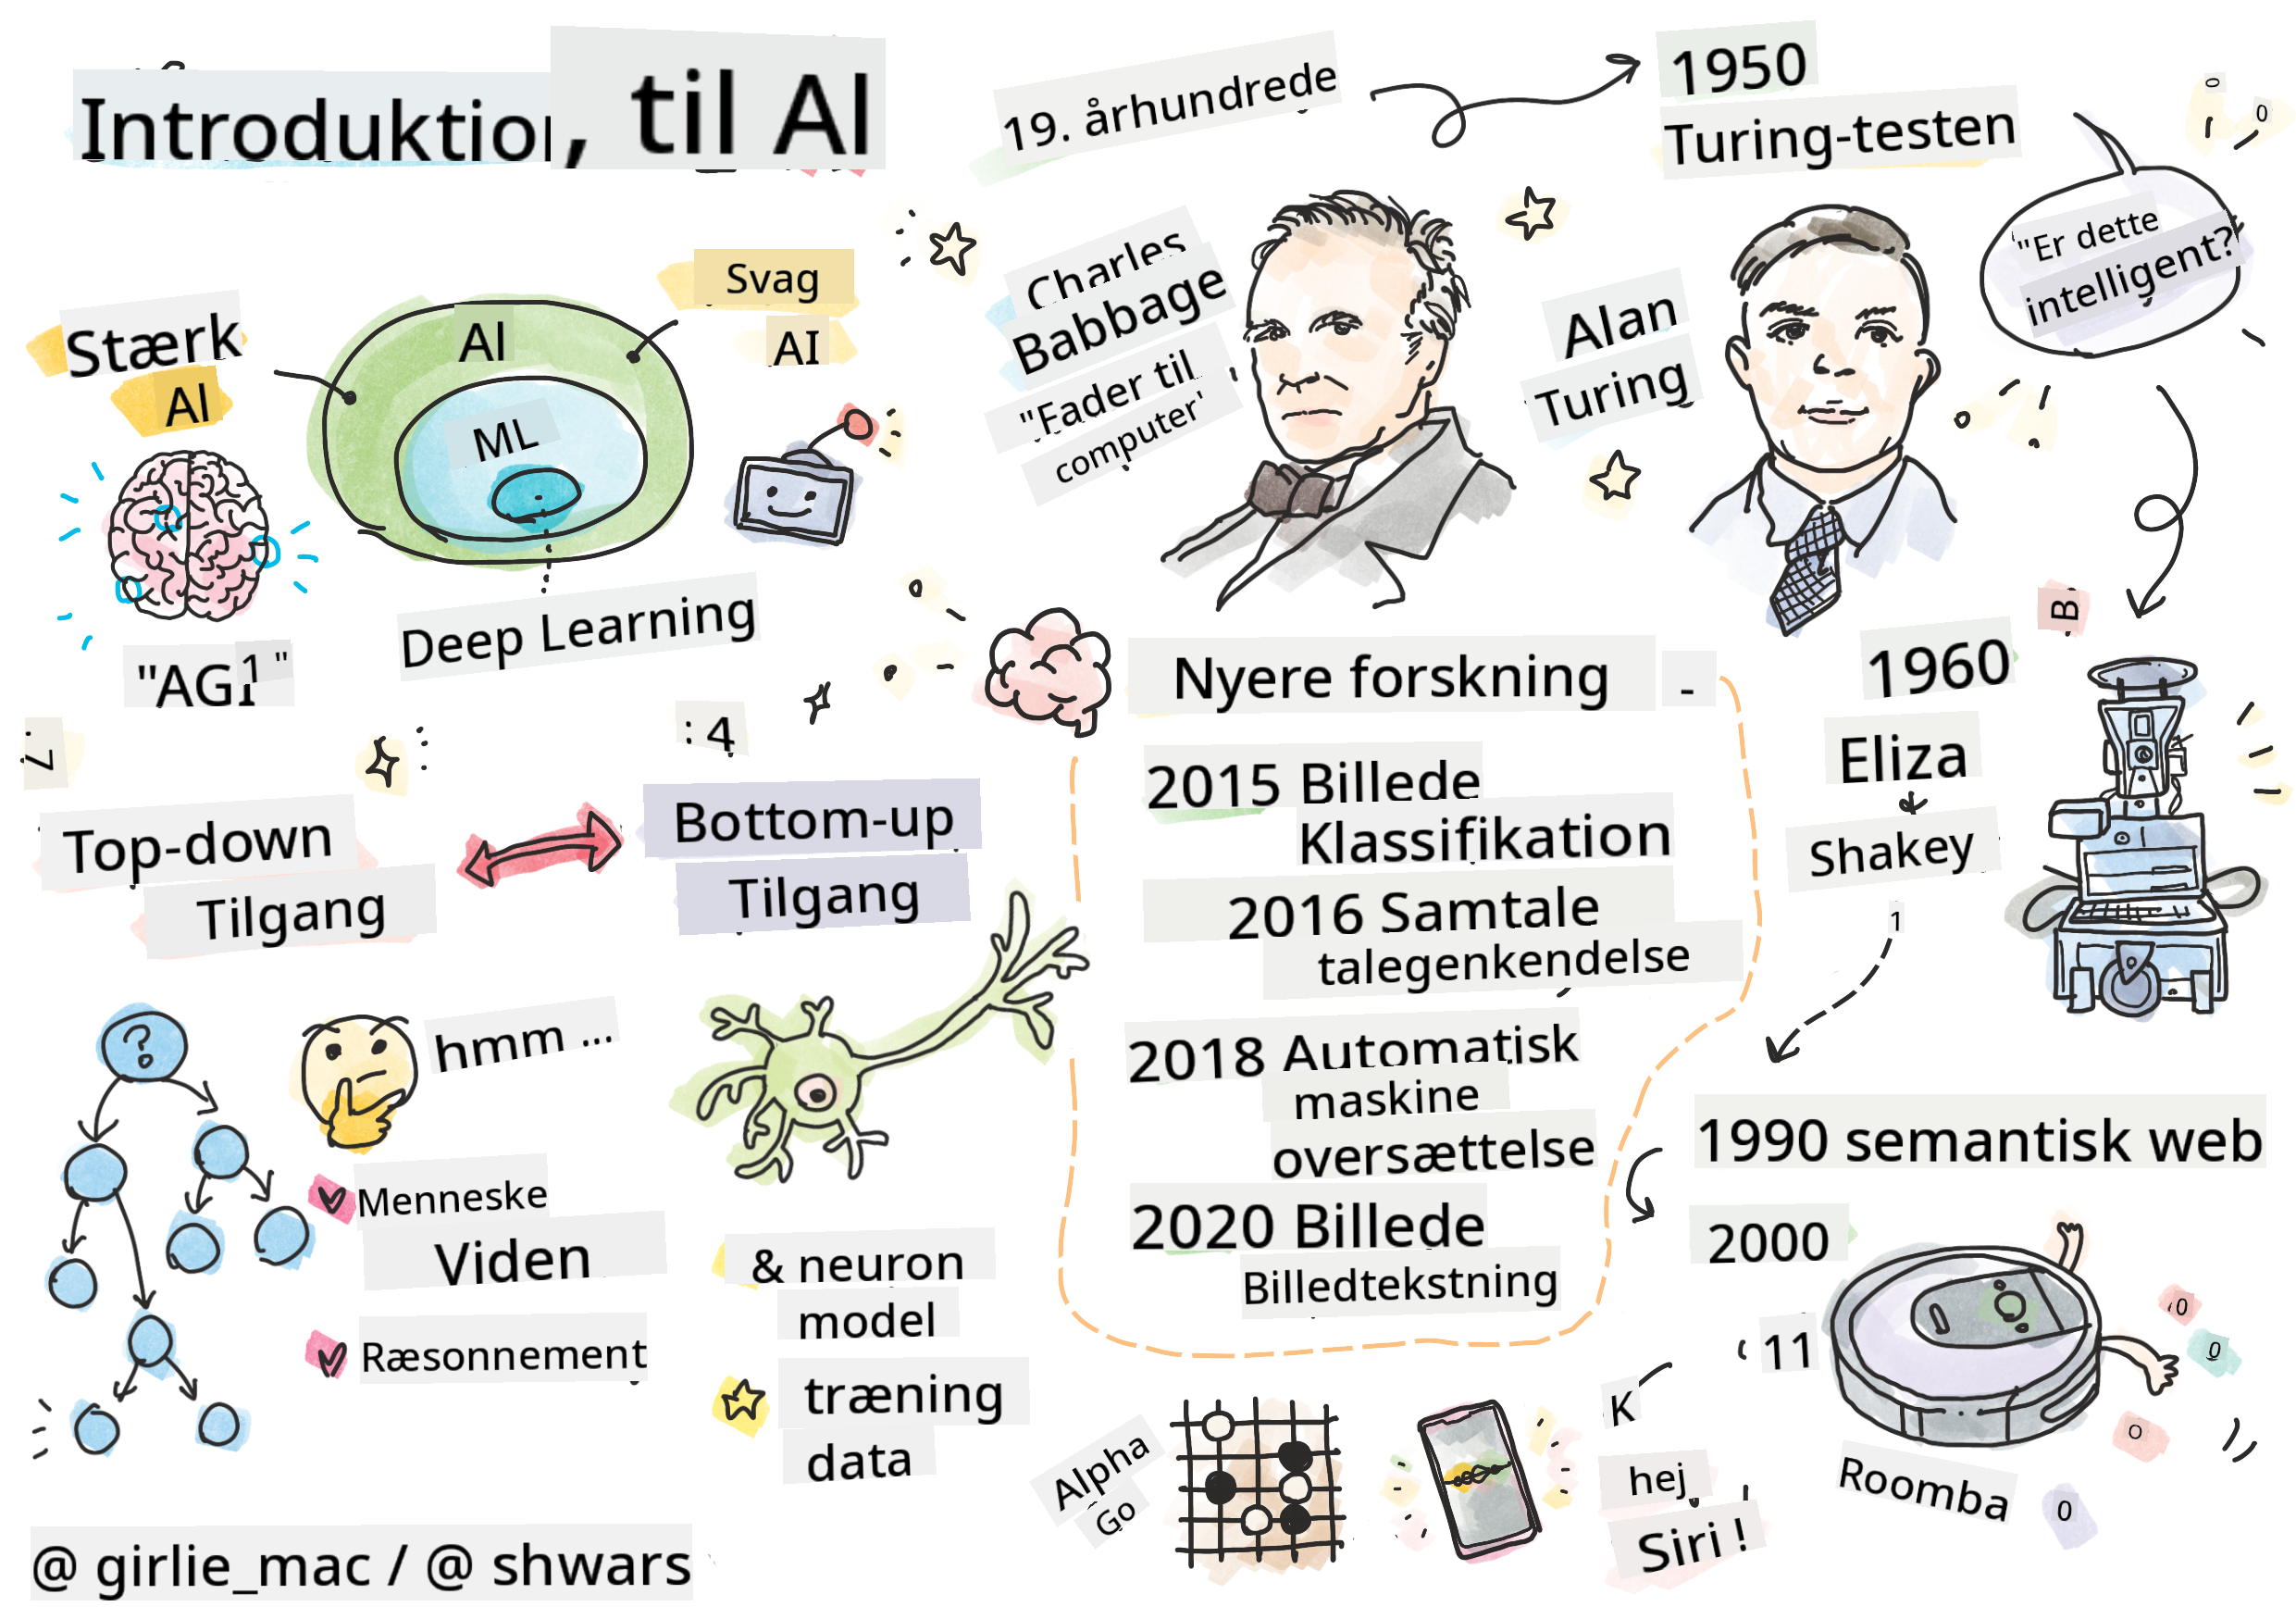 Introduktion, til AI
Stærk
AI
AI
ML
Svag
AI
Deep Learning
"AGI"
19. århundrede
Charles
Babbage
"Fader til
computer'
1950
Turing-testen
Alan
Turing
"Er dette
intelligent?
B
1960
Eliza
Shakey
1
1990 semantisk web
2000
11
Roomba
: 4
Top-down
Tilgang
Bottom-up
Tilgang
?
hmm ...
Menneske
Viden
Ræsonnement
& neuron
model
træning
data
Nyere forskning -
2015 Billede
Klassifikation
2016 Samtale
talegenkendelse
2018 Automatisk
maskine
oversættelse
2020 Billede
Billedtekstning
Alpha
Go
K
hej
Siri !
@ girlie_mac / @ shwars